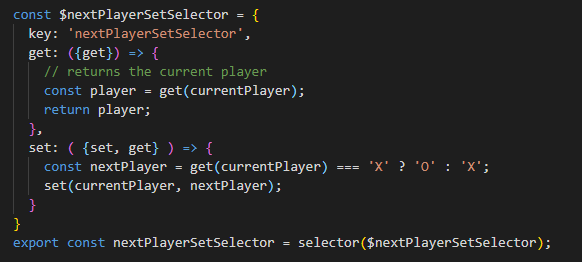 const $nextPlayerSetSelector = {
  key: 'nextPlayerSetSelector',
  get: ({get}) => {
    // returns the current player
    const player = get(currentPlayer);
    return player;
  },
  set: ( {set, get} ) => {
    const nextPlayer = get(currentPlayer) === 'X' ? 'O' : 'X';
    set(currentPlayer, nextPlayer);
  }
}
export const nextPlayerSetSelector = selector($nextPlayerSetSelector);